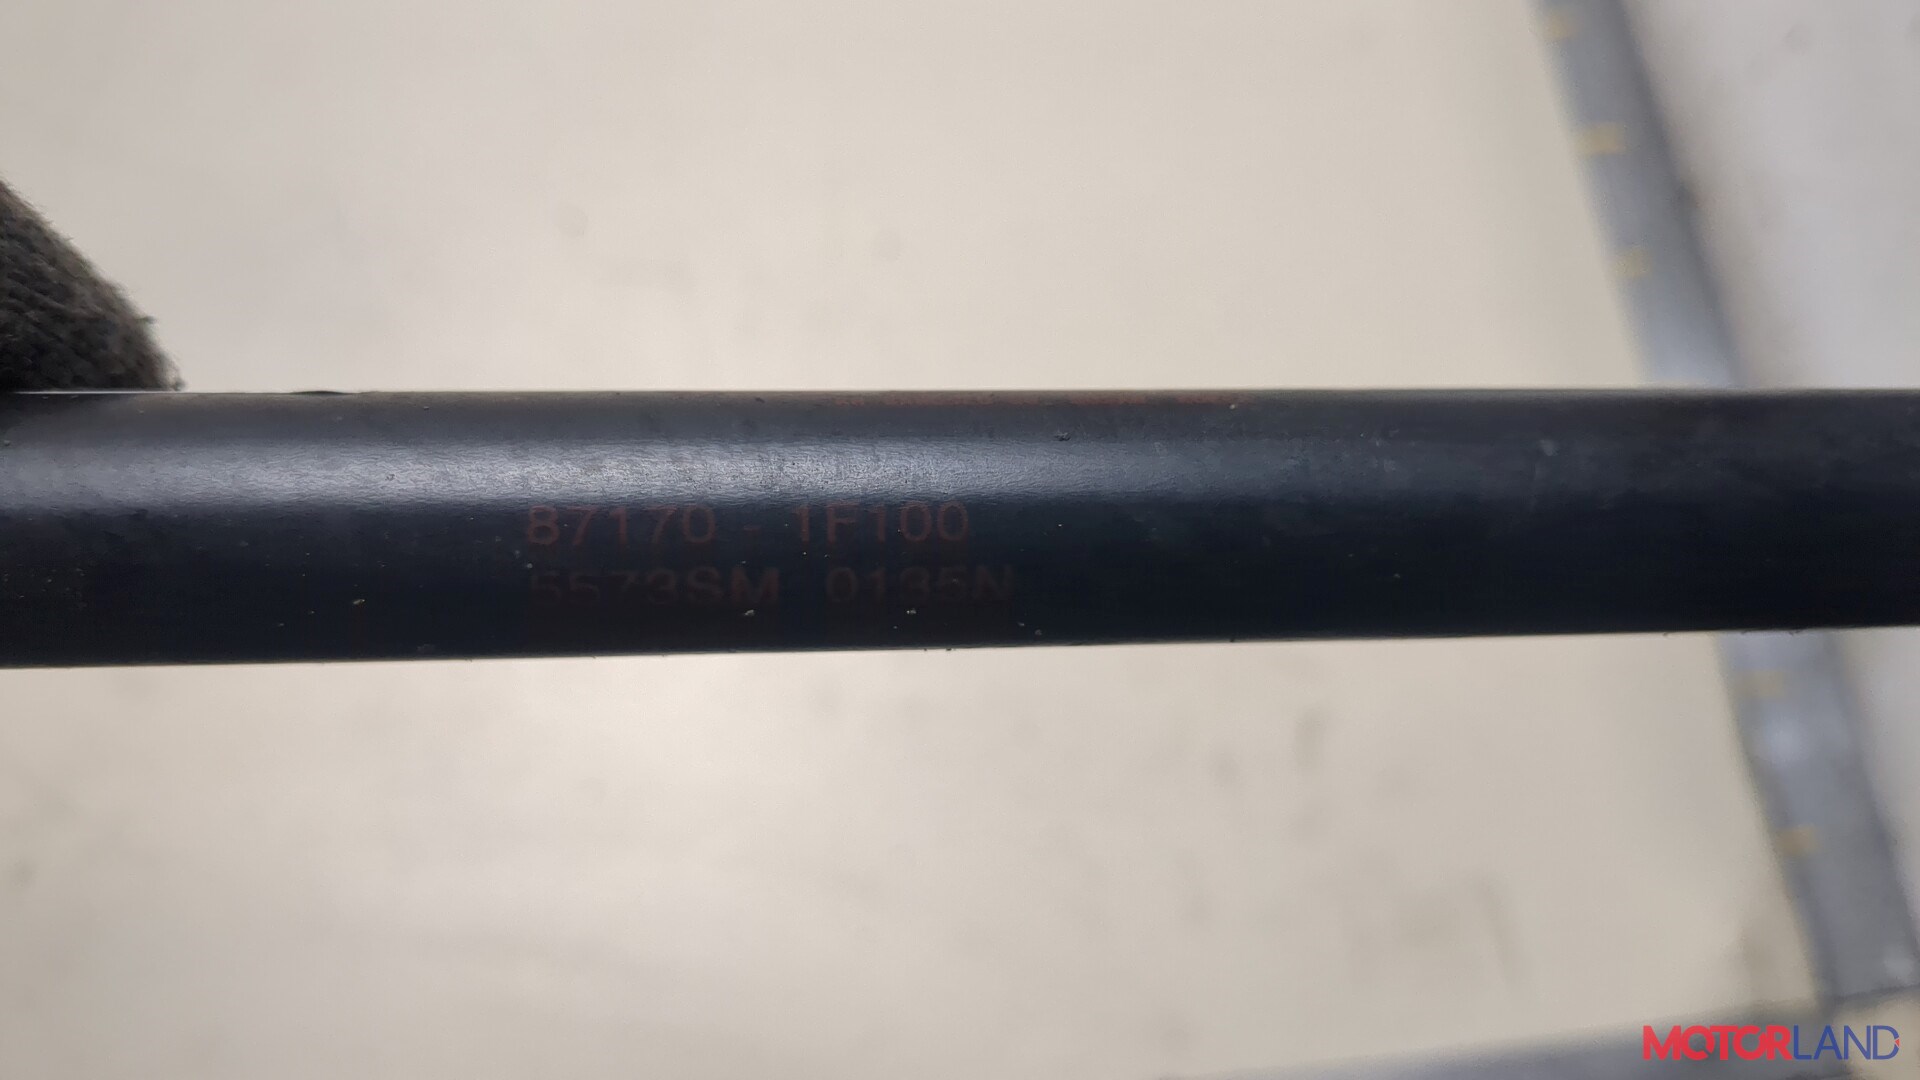 87170 - 1F100
5573SM 0135N
MOTORLAND